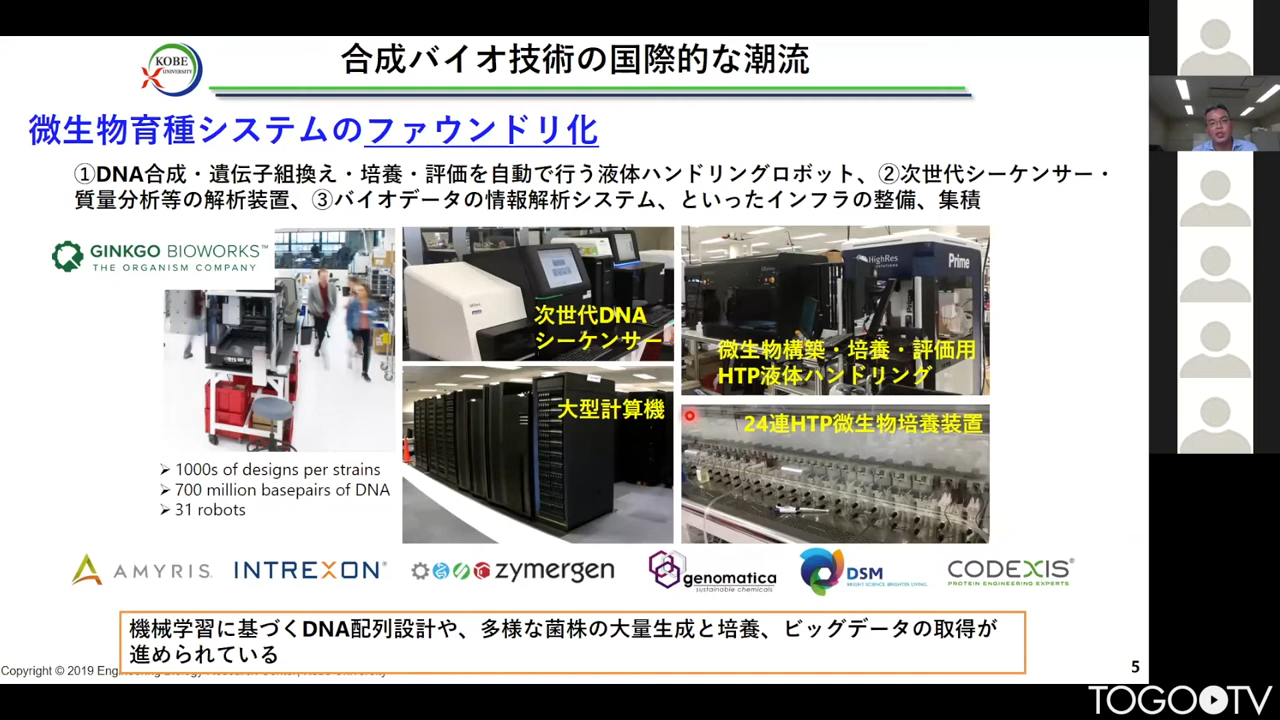 KOBE
UNIVERSITY
合成バイオ技術の国際的な潮流
微生物育種システムのファウンドリ化
①DNA合成・遺伝子組換え・培養・評価を自動で行う液体ハンドリングロボット、②次世代シーケンサー・
質量分析等の解析装置、③バイオデータの情報解析システム、といったインフラの整備、集積
GINKGO BIOWORKS™
THE ORGANISM COMPANY
次世代DNA
シーケンサー
HighRes
Prime
微生物構築・培養・評価用
HTP液体ハンドリング
大型計算機
24連HTP微生物培養装置
➢ 1000s of designs per strains
➢ 700 million basepairs of DNA
➢ 31 robots
AMYRIS
INTREXON®
zymergen
genomatica
sustainable chemicals
DSM
BRIGHT SCIENCE. BRIGHTER LIVING.
CODEXIS®
PROTEIN ENGINEERING EXPERTS
機械学習に基づくDNA配列設計や、多様な菌株の大量生成と培養、ビッグデータの取得が
進められている
Copyright © 2019
5
TOGOTV